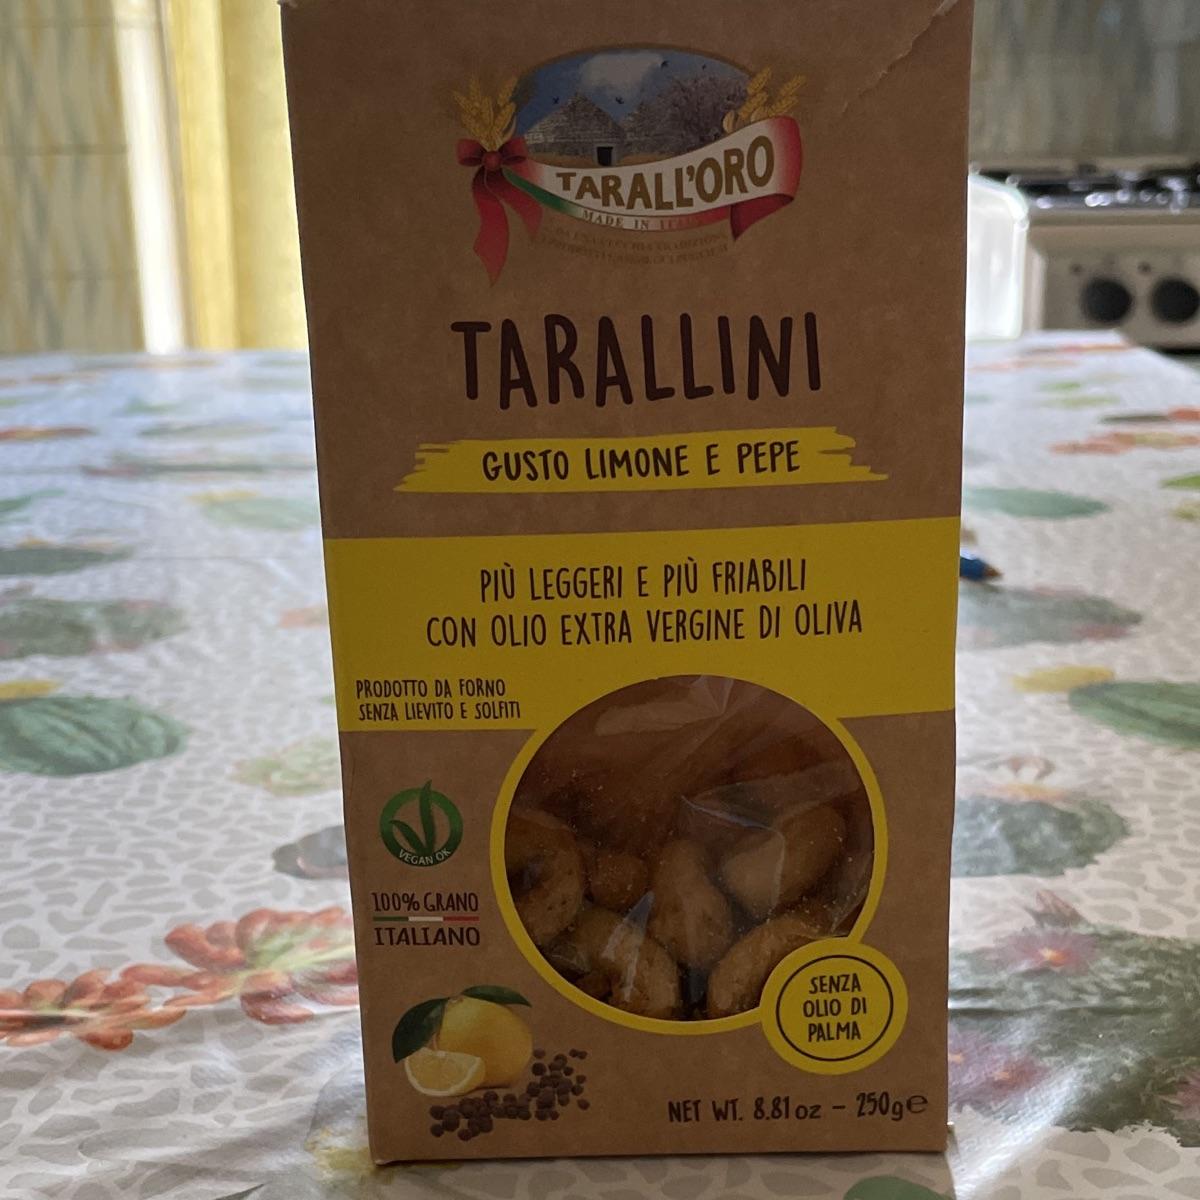 TARALL'ORO
MADE IN ITALY
TARALLINI
GUSTO LIMONE E PEPE
PIÙ LEGGERI E PIÙ FRIABILI
CON OLIO EXTRA VERGINE DI OLIVA
PRODOTTO DA FORNO
SENZA LIEVITO E SOLFITI
VEGAN OK
100% GRANO
ITALIANO
SENZA
OLIO DI
PALMA
NET WT. 8.81 oz - 250g e